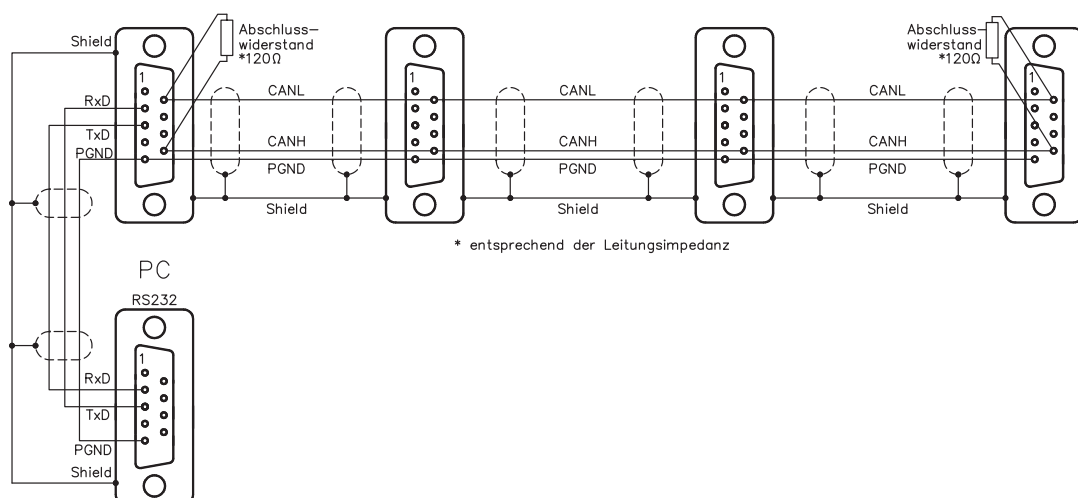 Shield
Abschluss–
widerstand
*120Ω
Abschluss–
widerstand
*120Ω
1
1
1
1
RxD
CANL
CANL
CANL
TxD
CANH
CANH
CANH
PGND
PGND
PGND
PGND
Shield
Shield
Shield
* entsprechend der Leitungsimpedanz
PC
RS232
1
RxD
TxD
PGND
Shield